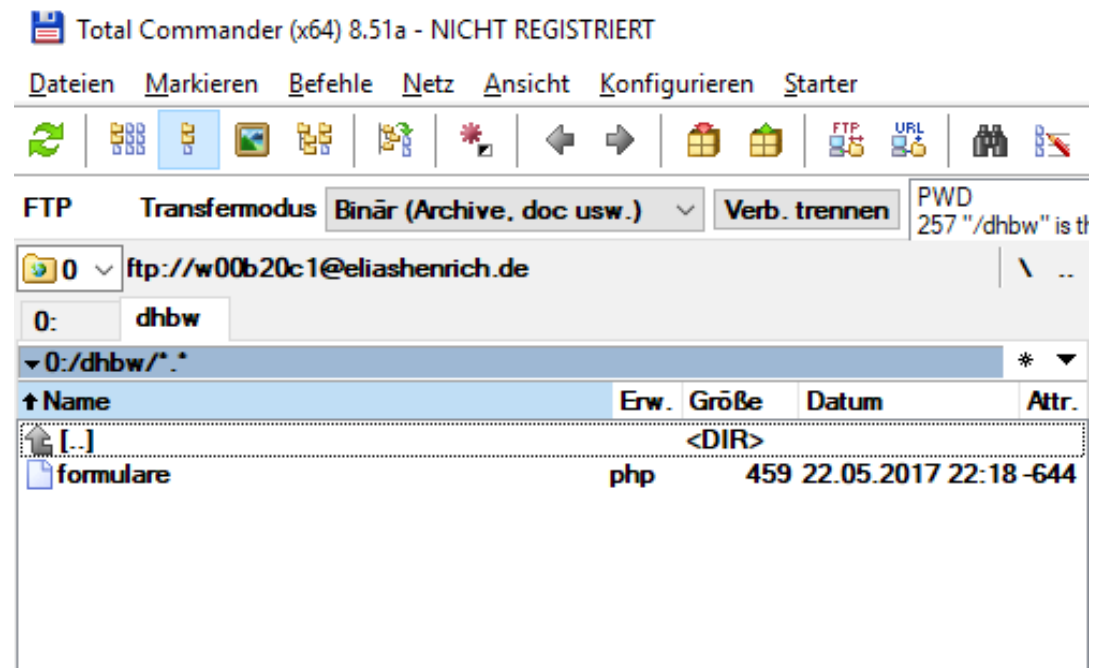 Total Commander (x64) 8.51a - NICHT REGISTRIERT
Dateien Markieren Befehle Netz Ansicht Konfigurieren Starter
FTP URL
FTP Transfermodus Binär (Archive, doc usw.) Verb. trennen PWD
257 "/dhbw" is th
0 ftp://w00b20c1@eliashenrich.de \ ..
0: dhbw
0:/dhbw/*.* *
Name Erw. Größe Datum Attr.
[..] <DIR>
formulare php 459 22.05.2017 22:18 -644